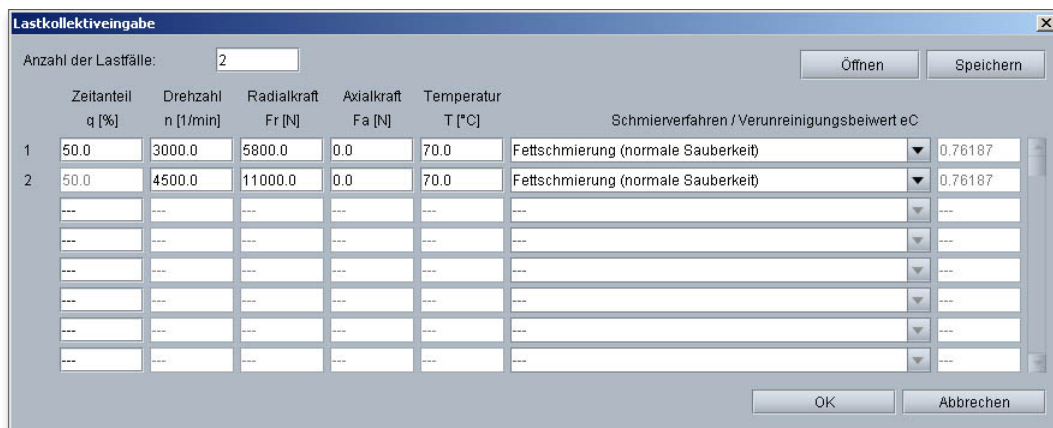 Lastkollektiveingabe
Anzahl der Lastfälle: 2 Öffnen Speichern
Zeitanteil Drehzahl Radialkraft Axialkraft Temperatur
q [%] n [1/min] Fr [N] Fa [N] T [°C] Schmierverfahren / Verunreinigungsbeiwert eC
1 50.0 3000.0 5800.0 0.0 70.0 Fettschmierung (normale Sauberkeit) 0.76187
2 50.0 4500.0 11000.0 0.0 70.0 Fettschmierung (normale Sauberkeit) 0.76187
--- --- --- --- --- --- ---
--- --- --- --- --- --- ---
--- --- --- --- --- --- ---
--- --- --- --- --- --- ---
--- --- --- --- --- --- ---
--- --- --- --- --- --- ---
OK Abbrechen